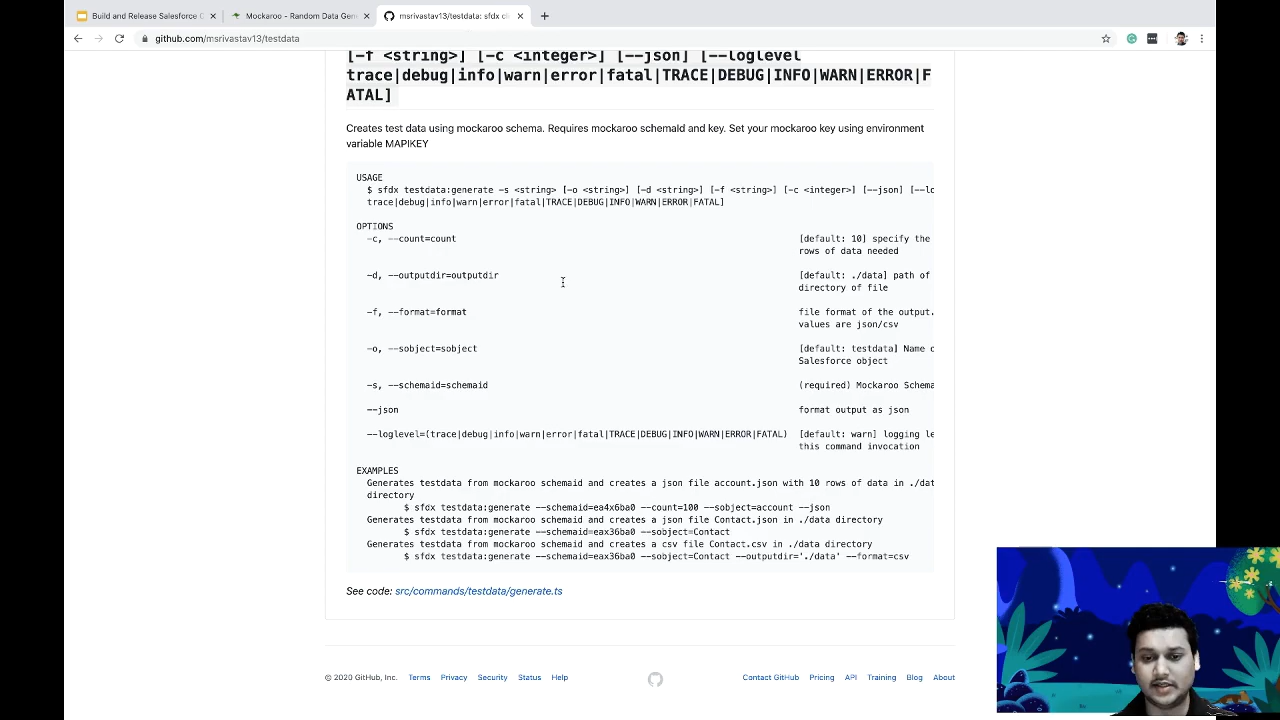 Build and Release Salesforce
Mockaroo - Random Data Gen
msrivastav13/testdata: sfdx cl
github.com/msrivastav13/testdata
[-f <string>] [-c <integer>] [--json] [--loglevel
trace|debug|info|warn|error|fatal|TRACE|DEBUG|INFO|WARN|ERROR|F
ATAL]
Creates test data using mockaroo schema. Requires mockaroo schemaId and key. Set your mockaroo key using environment
variable MAPIKEY
USAGE
$ sfdx testdata:generate -s <string> [-o <string>] [-d <string>] [-f <string>] [-c <integer>] [--json] [--lo
trace|debug|info|warn|error|fatal|TRACE|DEBUG|INFO|WARN|ERROR|FATAL]
OPTIONS
-c, --count=count [default: 10] specify the
rows of data needed
-d, --outputdir=outputdir [default: ./data] path of
directory of file
-f, --format=format file format of the output.
values are json/csv
-o, --sobject=sobject [default: testdata] Name o
Salesforce object
-s, --schemaid=schemaid (required) Mockaroo Schema
--json format output as json
--loglevel=(trace|debug|info|warn|error|fatal|TRACE|DEBUG|INFO|WARN|ERROR|FATAL) [default: warn] logging le
this command invocation
EXAMPLES
Generates testdata from mockaroo schemaid and creates a json file account.json with 10 rows of data in ./dat
directory
$ sfdx testdata:generate --schemaid=ea4x6ba0 --count=100 --sobject=account --json
Generates testdata from mockaroo schemaid and creates a json file Contact.json in ./data directory
$ sfdx testdata:generate --schemaid=eax36ba0 --sobject=Contact
Generates testdata from mockaroo schemaid and creates a csv file Contact.csv in ./data directory
$ sfdx testdata:generate --schemaid=eax36ba0 --sobject=Contact --outputdir='./data' --format=csv
See code: src/commands/testdata/generate.ts
© 2020 GitHub, Inc. Terms Privacy Security Status Help Contact GitHub Pricing API Training Blog About